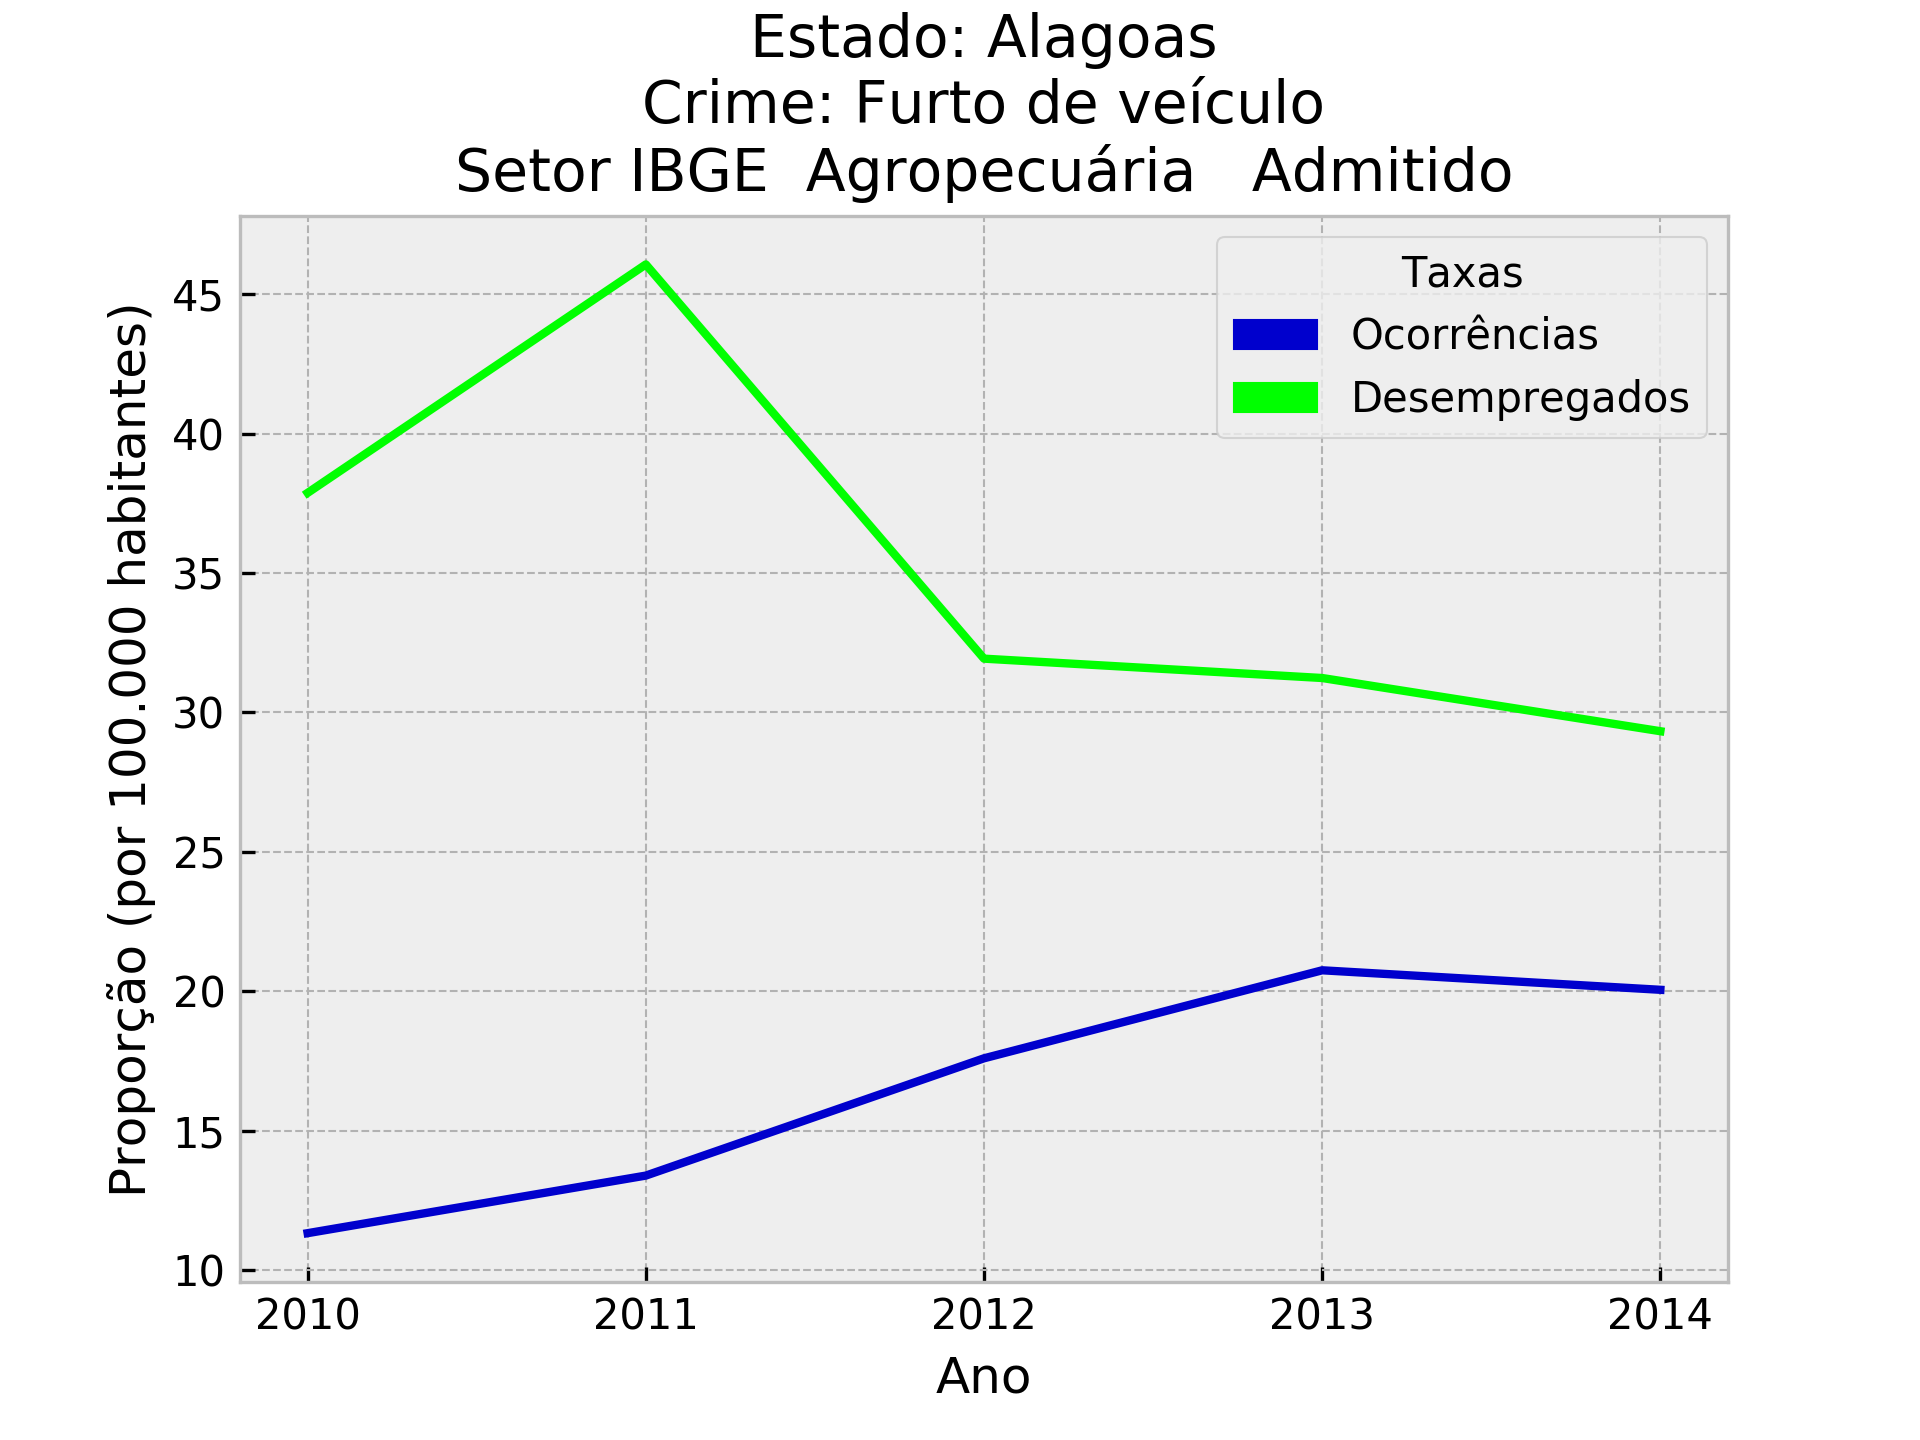 Estado: Alagoas
Crime: Furto de veículo
Setor IBGE  Agropecuária   Admitido
Taxas
Ocorrências
Desempregados
Proporção (por 100.000 habitantes)
45
40
35
30
25
20
15
10
2010 2011 2012 2013 2014
Ano